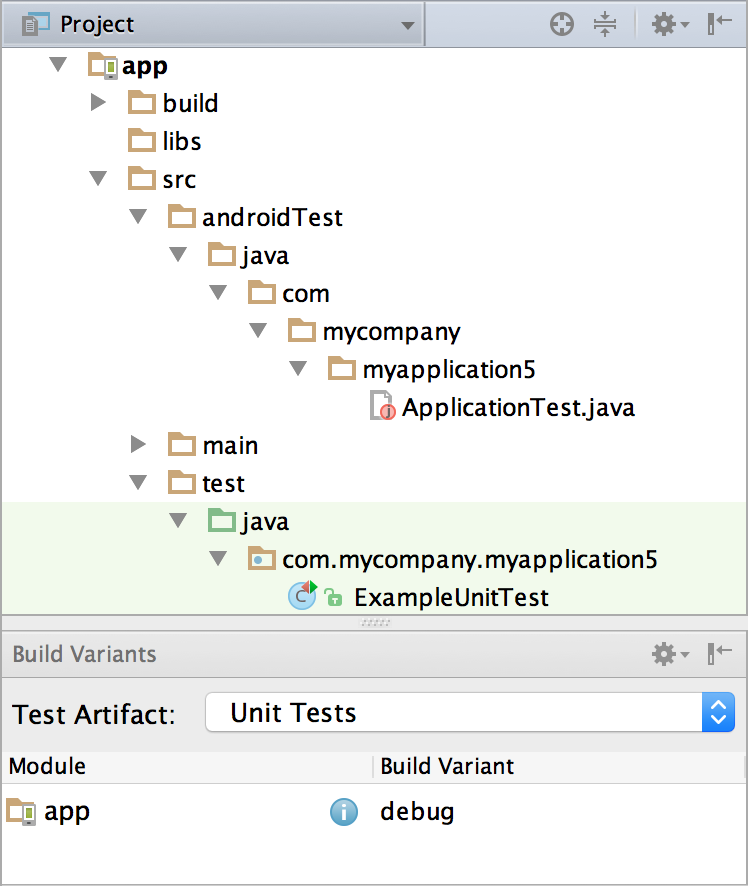 Project
app
build
libs
src
androidTest
java
com
mycompany
myapplication5
ApplicationTest.java
main
test
java
com.mycompany.myapplication5
ExampleUnitTest
Build Variants
Test Artifact: Unit Tests
Module Build Variant
app debug